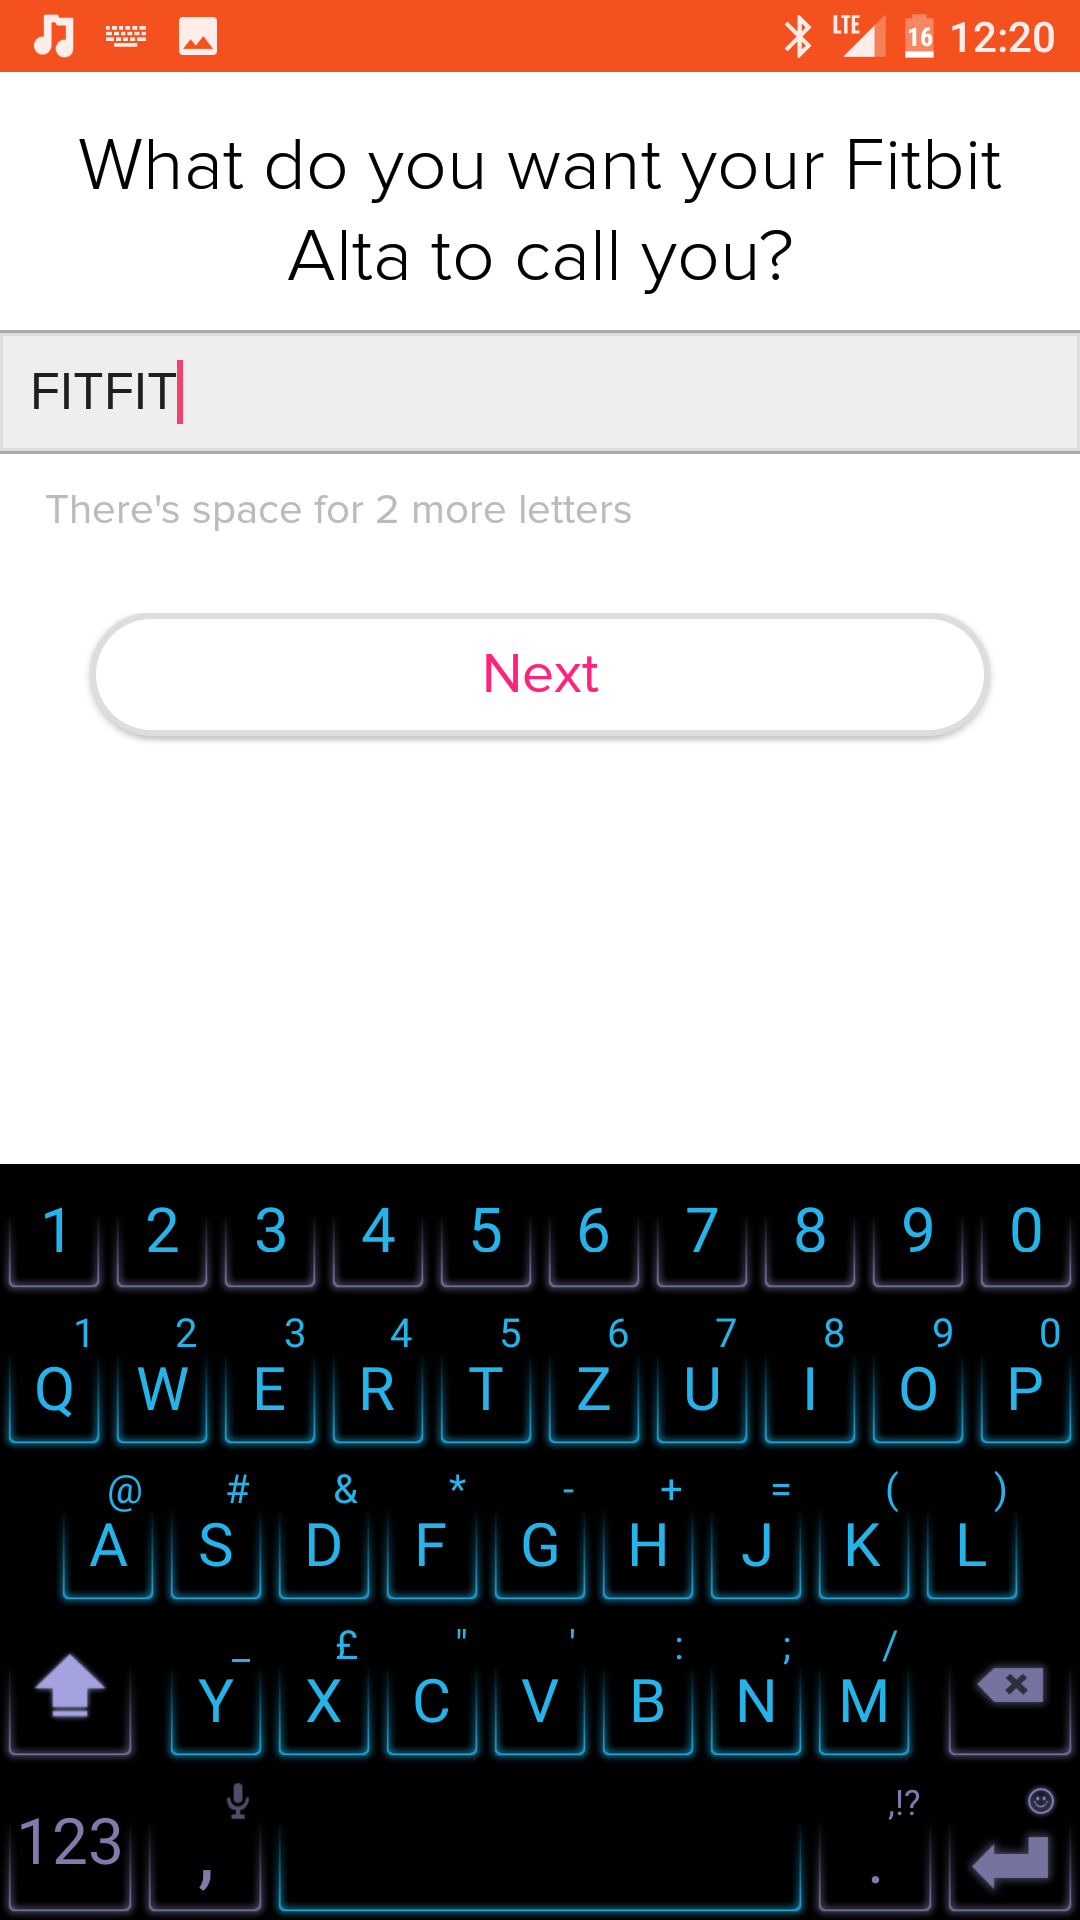 LTE 16 12:20
What do you want your Fitbit
Alta to call you?
FITFIT
There's space for 2 more letters
Next
1 2 3 4 5 6 7 8 9 0
1 2 3 4 5 6 7 8 9 0
Q W E R T Z U I O P
@ # & * - + = ( )
A S D F G H J K L
_ £ " ' : ; /
Y X C V B N M
,!?
123 , .